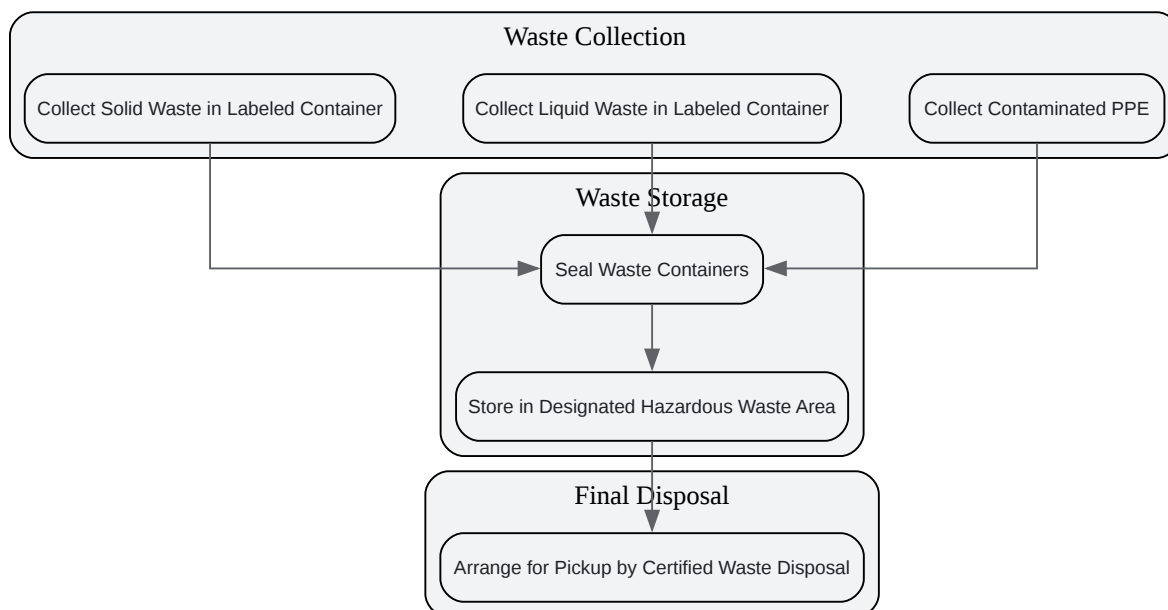 Waste Collection
Collect Solid Waste in Labeled Container
Collect Liquid Waste in Labeled Container
Collect Contaminated PPE
Waste Storage
Seal Waste Containers
Store in Designated Hazardous Waste Area
Final Disposal
Arrange for Pickup by Certified Waste Disposal